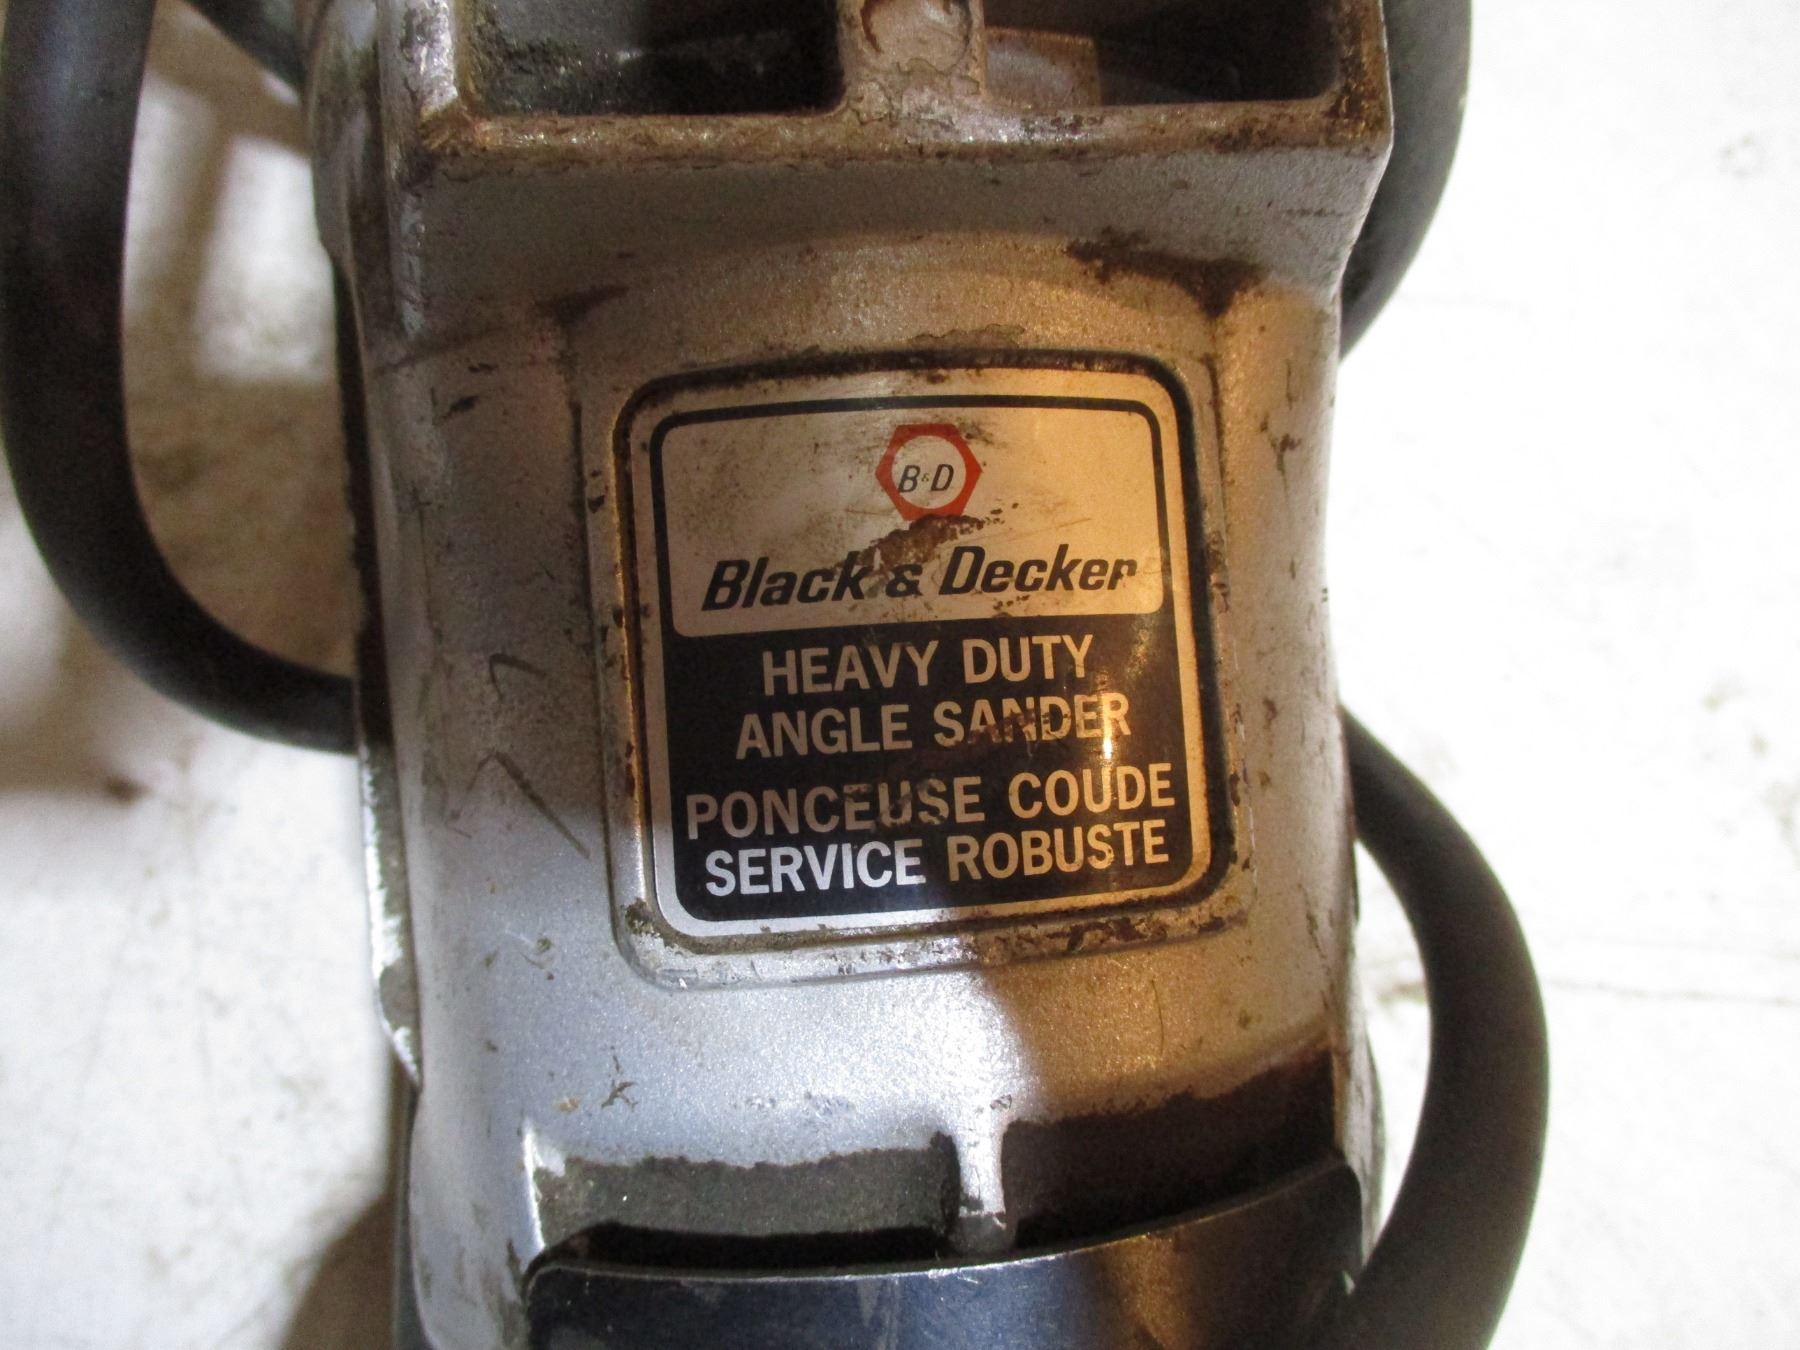 B&D
Black & Decker
HEAVY DUTY
ANGLE SANDER
PONCEUSE COUDE
SERVICE ROBUSTE